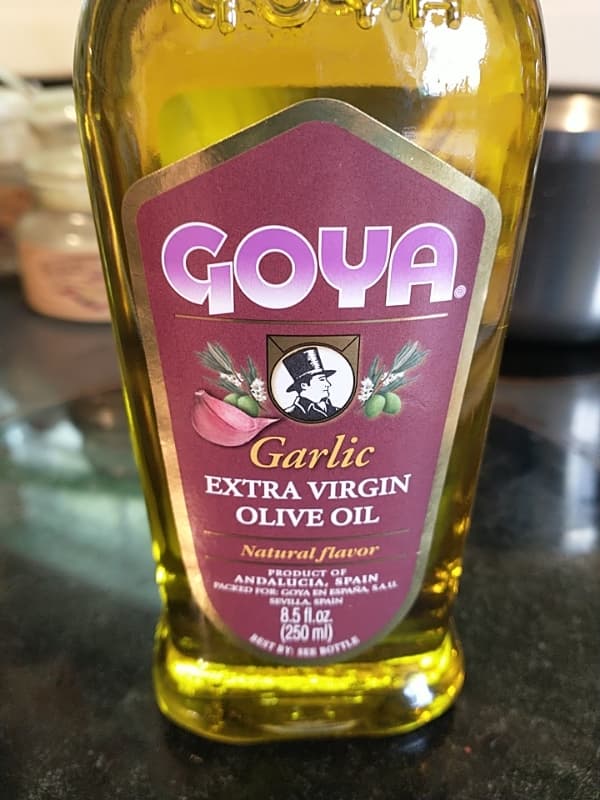 GOYA
GOYA®
Garlic
EXTRA VIRGIN
OLIVE OIL
Natural flavor
PRODUCT OF
ANDALUCIA, SPAIN
PACKED FOR: GOYA EN ESPAÑA, S.A.U.
SEVILLA, SPAIN
8.5 fl.oz.
(250 ml)
BEST BY: SEE BOTTLE